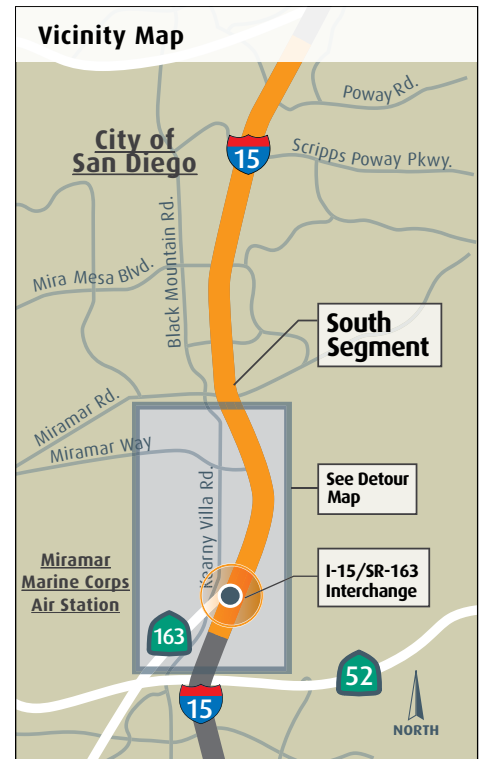 Vicinity Map
Poway Rd.
City of
San Diego
15
Scripps Poway Pkwy.
Black Mountain Rd.
Mira Mesa Blvd.
South
Segment
Miramar Rd.
Miramar Way
See Detour
Map
Kearny Villa Rd.
Miramar
Marine Corps
Air Station
I-15/SR-163
Interchange
163
52
15
NORTH